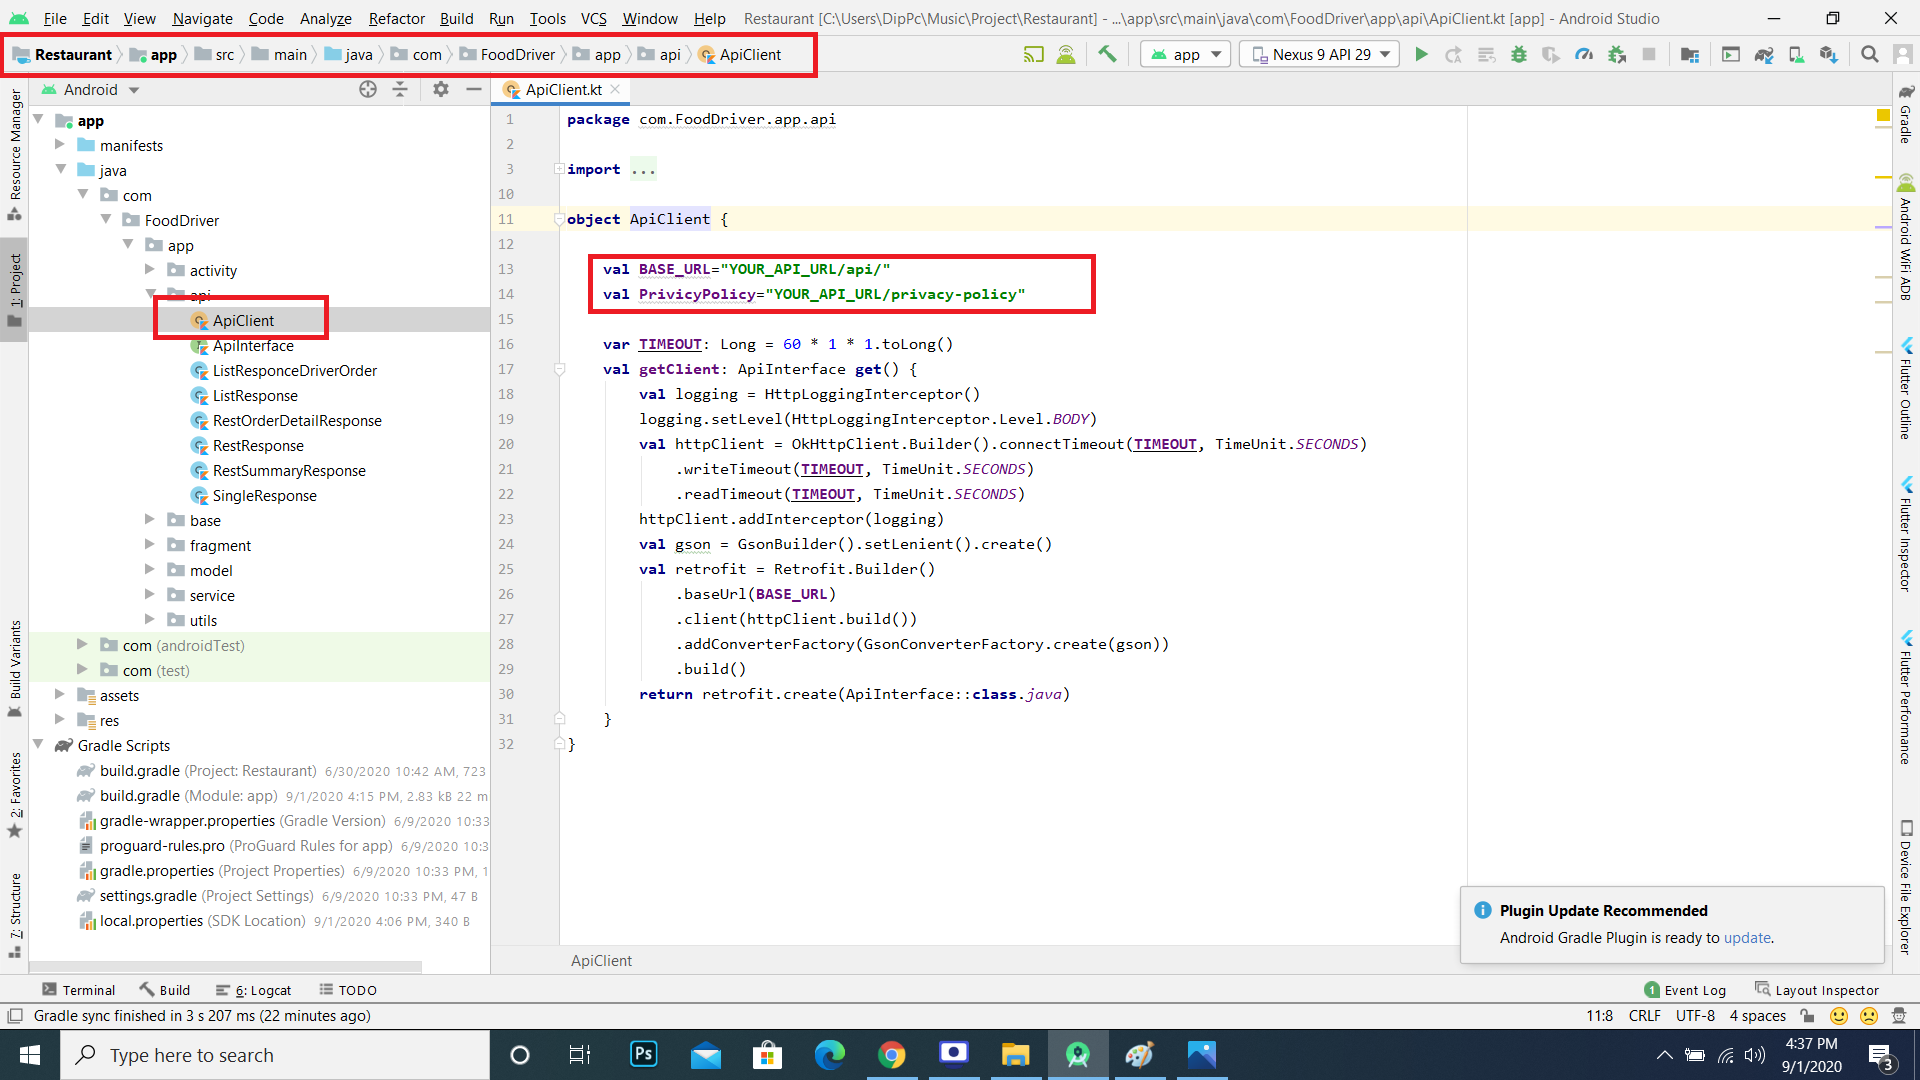 File Edit View Navigate Code Analyze Refactor Build Run Tools VCS Window Help Restaurant [C:\Users\DipPc\Music\Project\Restaurant] - ...\app\src\main\java\com\FoodDriver\app\api\ApiClient.kt [app] - Android Studio
Restaurant app src main java com FoodDriver app api ApiClient app Nexus 9 API 29
Android
ApiClient.kt
Resource Manager
1: Project
Build Variants
2: Favorites
7: Structure
app
manifests
java
com
FoodDriver
app
activity
api
ApiClient
ApiInterface
ListResponceDriverOrder
ListResponse
RestOrderDetailResponse
RestResponse
RestSummaryResponse
SingleResponse
base
fragment
model
service
utils
com (androidTest)
com (test)
assets
res
Gradle Scripts
build.gradle (Project: Restaurant) 6/30/2020 10:42 AM, 723
build.gradle (Module: app) 9/1/2020 4:15 PM, 2.83 kB 22 m
gradle-wrapper.properties (Gradle Version) 6/9/2020 10:33
proguard-rules.pro (ProGuard Rules for app) 6/9/2020 10:3
gradle.properties (Project Properties) 6/9/2020 10:33 PM, 1
settings.gradle (Project Settings) 6/9/2020 10:33 PM, 47 B
local.properties (SDK Location) 9/1/2020 4:06 PM, 340 B
1 package com.FoodDriver.app.api
2
3 import ...
10
11 object ApiClient {
12
13 val BASE_URL="YOUR_API_URL/api/"
14 val PrivicyPolicy="YOUR_API_URL/privacy-policy"
15
16 var TIMEOUT: Long = 60 * 1 * 1.toLong()
17 val getClient: ApiInterface get() {
18 val logging = HttpLoggingInterceptor()
19 logging.setLevel(HttpLoggingInterceptor.Level.BODY)
20 val httpClient = OkHttpClient.Builder().connectTimeout(TIMEOUT, TimeUnit.SECONDS)
21 .writeTimeout(TIMEOUT, TimeUnit.SECONDS)
22 .readTimeout(TIMEOUT, TimeUnit.SECONDS)
23 httpClient.addInterceptor(logging)
24 val gson = GsonBuilder().setLenient().create()
25 val retrofit = Retrofit.Builder()
26 .baseUrl(BASE_URL)
27 .client(httpClient.build())
28 .addConverterFactory(GsonConverterFactory.create(gson))
29 .build()
30 return retrofit.create(ApiInterface::class.java)
31 }
32 }
ApiClient
Gradle
Android WiFi ADB
Flutter Outline
Flutter Inspector
Flutter Performance
Device File Explorer
Plugin Update Recommended
Android Gradle Plugin is ready to update.
Terminal Build 6: Logcat TODO 1 Event Log Layout Inspector
Gradle sync finished in 3 s 207 ms (22 minutes ago) 11:8 CRLF UTF-8 4 spaces
Type here to search
Ps
4:37 PM
9/1/2020
3